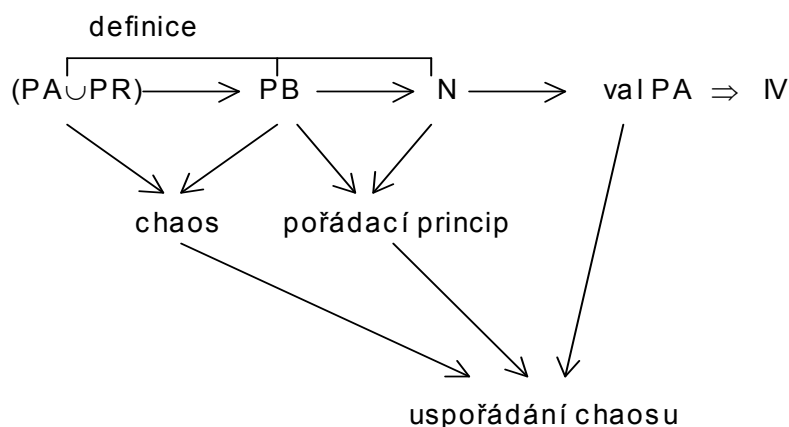 definice
(PA∪PR) PB N val PA ⇒ IV
chaos pořádací princip
uspořádání chaosu